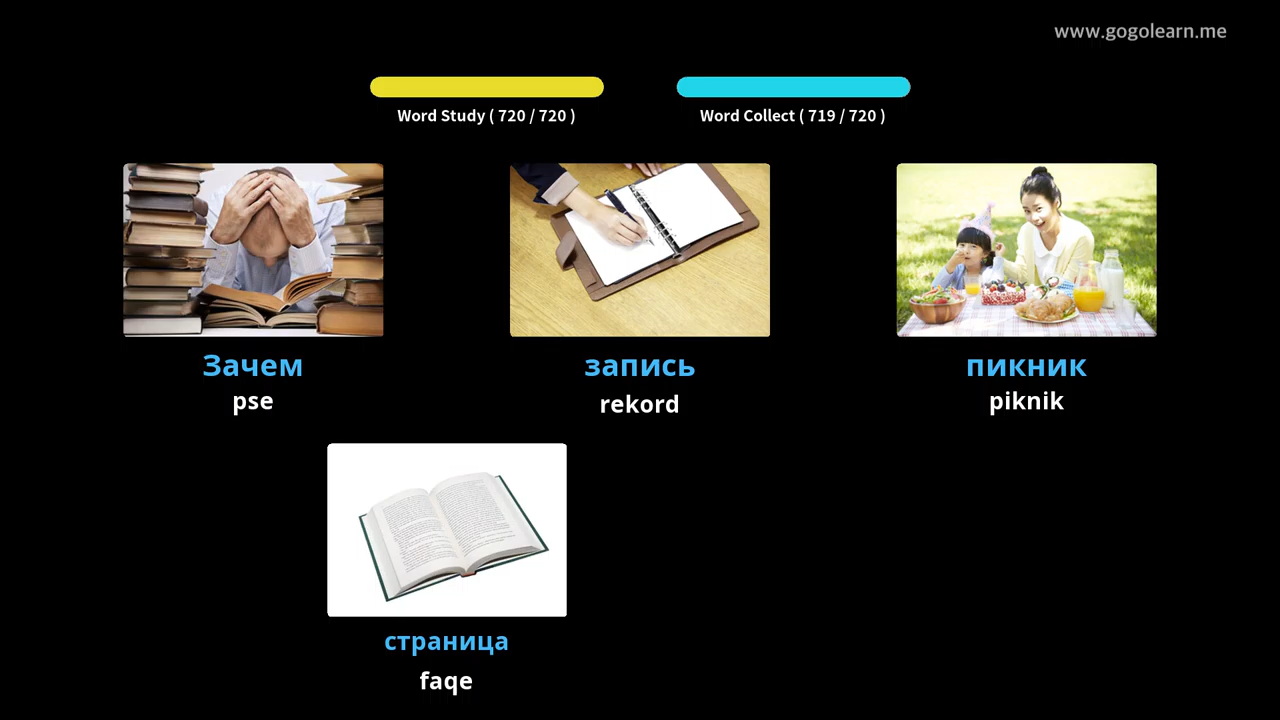 www.gogolearn.me
Word Study ( 720 / 720 )
Word Collect ( 719 / 720 )
Зачем
запись
пикник
pse
rekord
piknik
страница
faqe